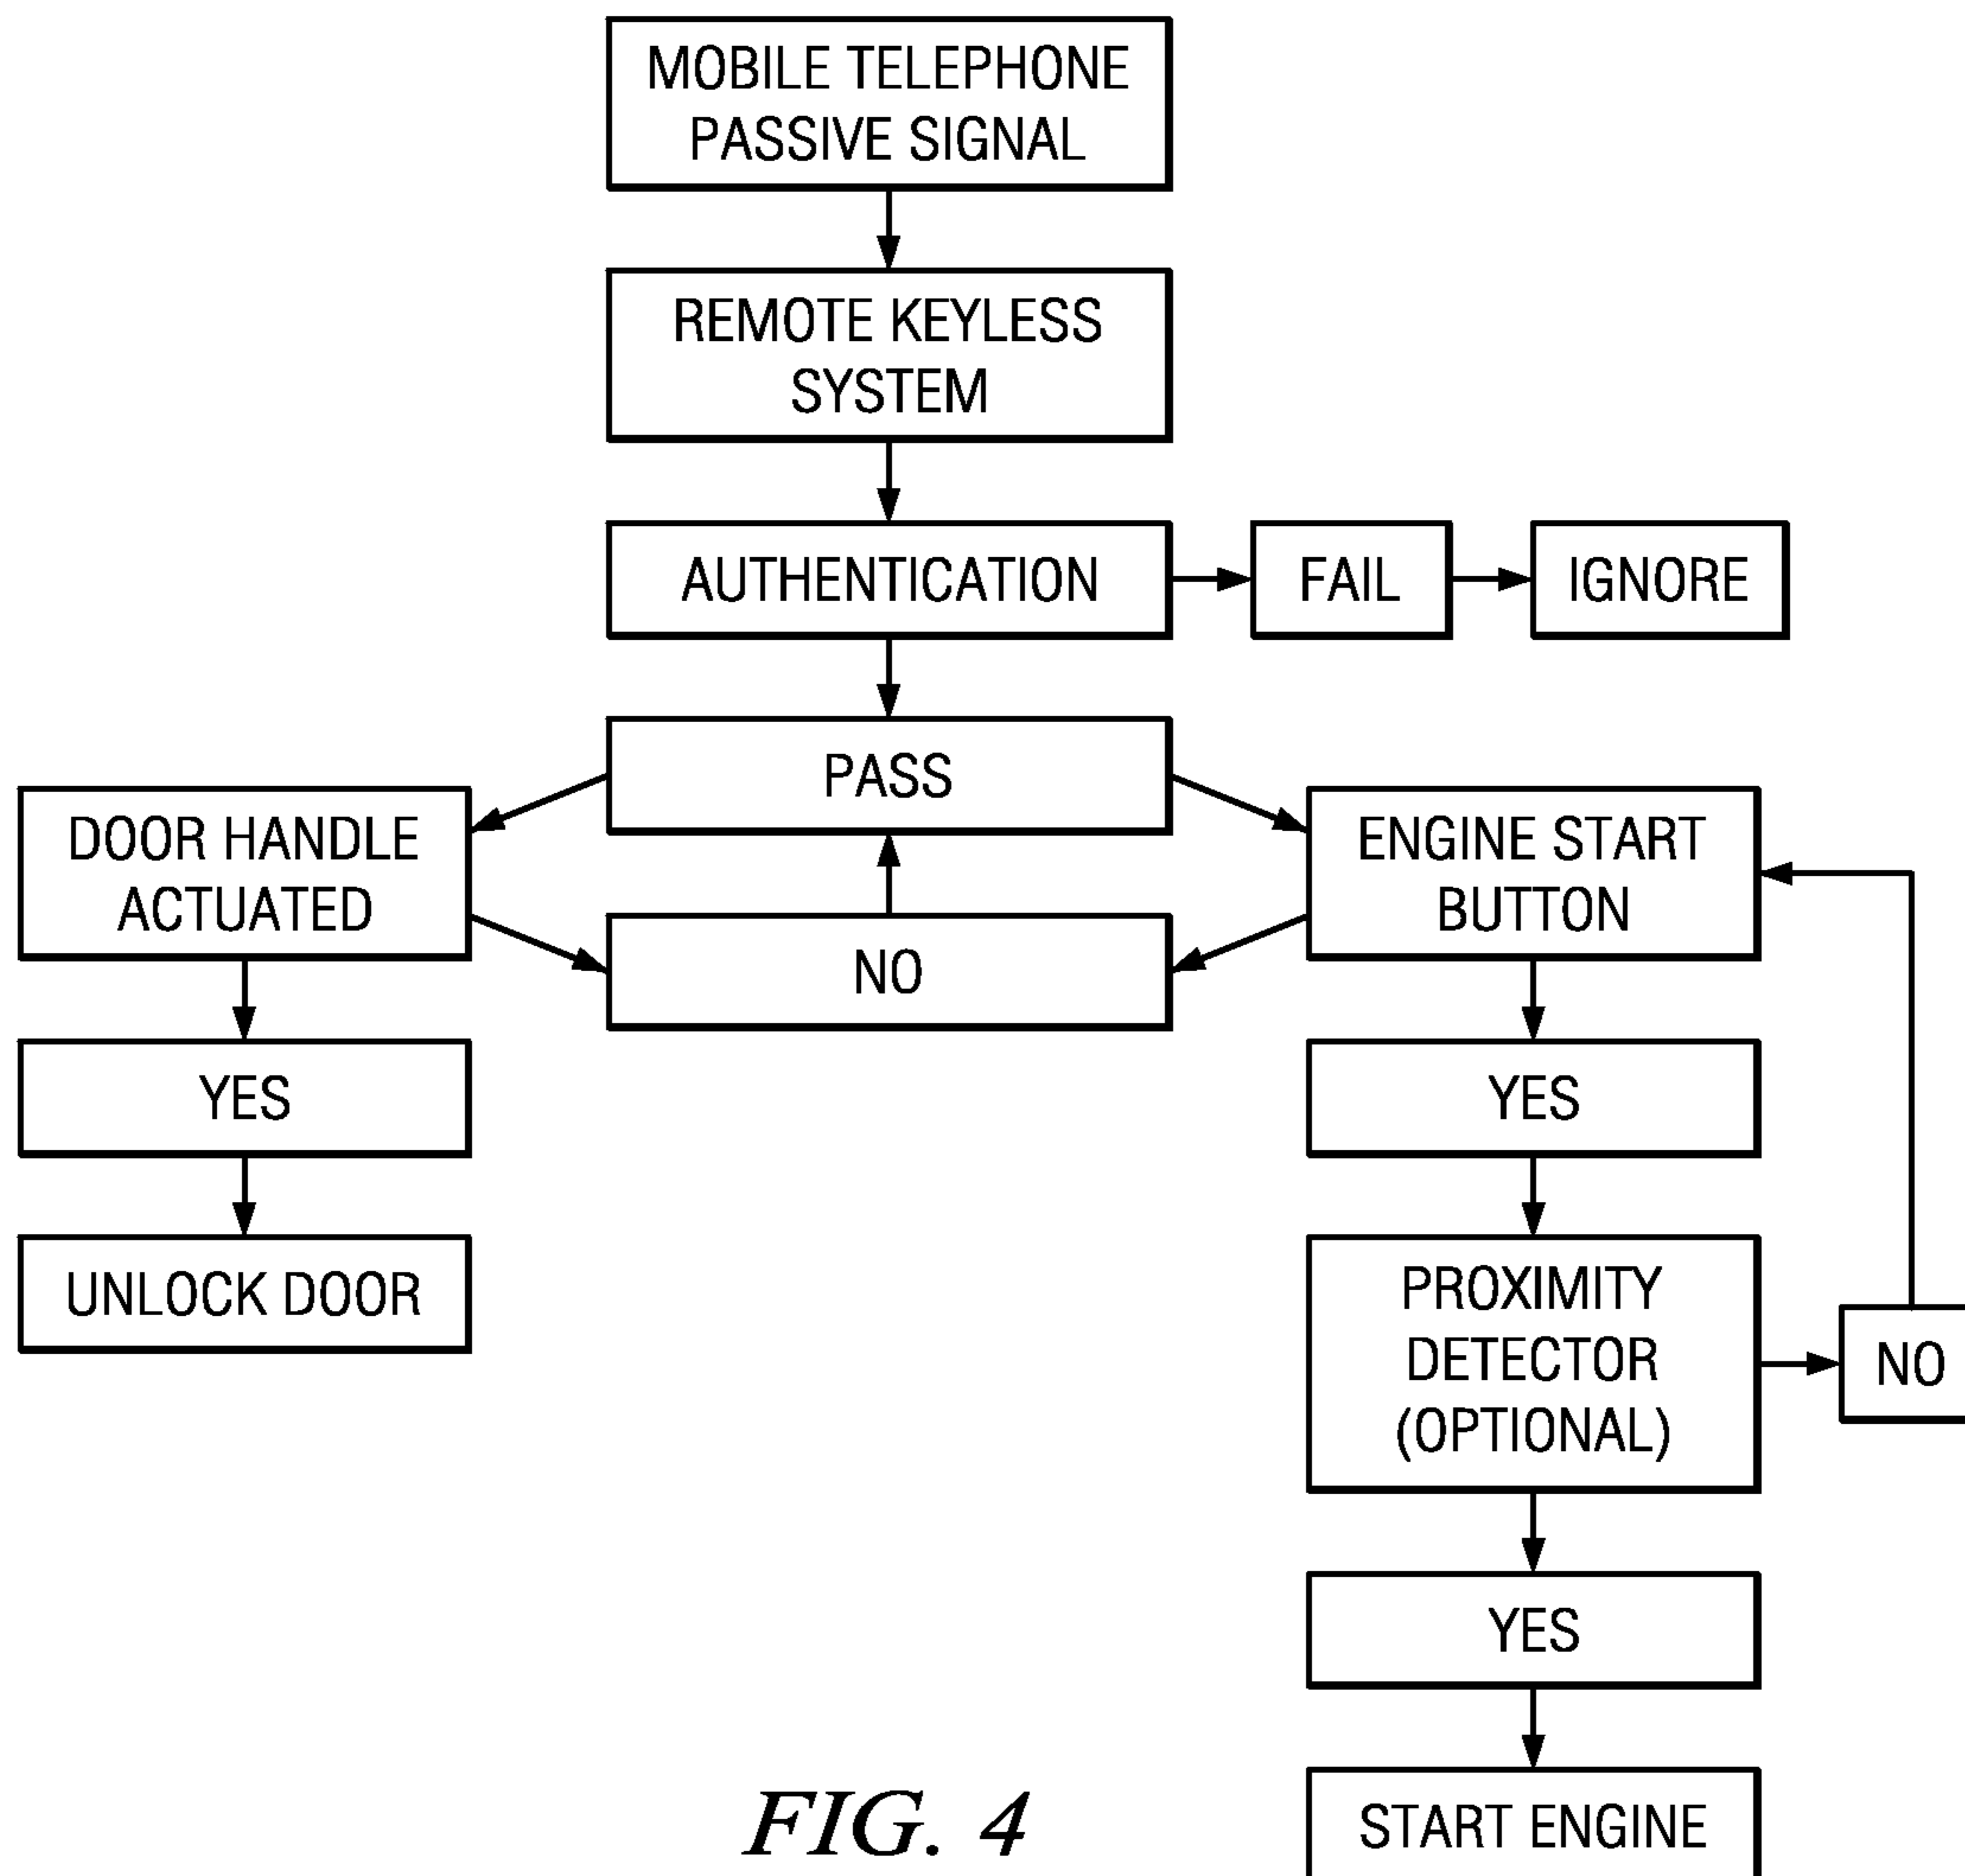 MOBILE TELEPHONE
PASSIVE SIGNAL
REMOTE KEYLESS
SYSTEM
AUTHENTICATION
FAIL
IGNORE
PASS
DOOR HANDLE
ACTUATED
ENGINE START
BUTTON
NO
YES
YES
UNLOCK DOOR
PROXIMITY
DETECTOR
(OPTIONAL)
NO
YES
START ENGINE
FIG. 4